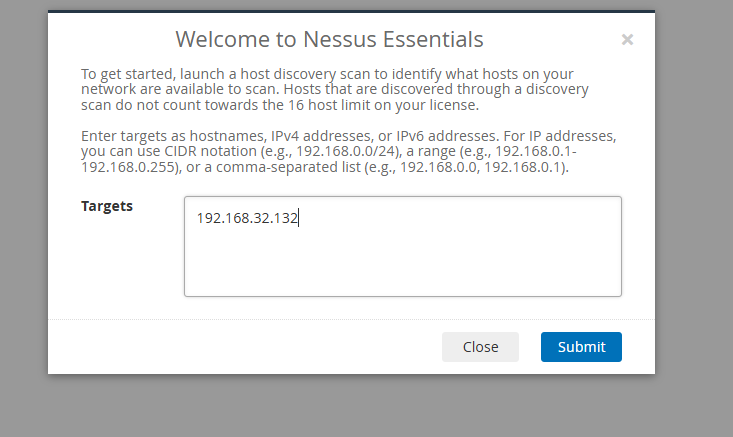 Welcome to Nessus Essentials
×
To get started, launch a host discovery scan to identify what hosts on your
network are available to scan. Hosts that are discovered through a discovery
scan do not count towards the 16 host limit on your license.
Enter targets as hostnames, IPv4 addresses, or IPv6 addresses. For IP addresses,
you can use CIDR notation (e.g., 192.168.0.0/24), a range (e.g., 192.168.0.1-
192.168.0.255), or a comma-separated list (e.g., 192.168.0.0, 192.168.0.1).
Targets
192.168.32.132
Close
Submit